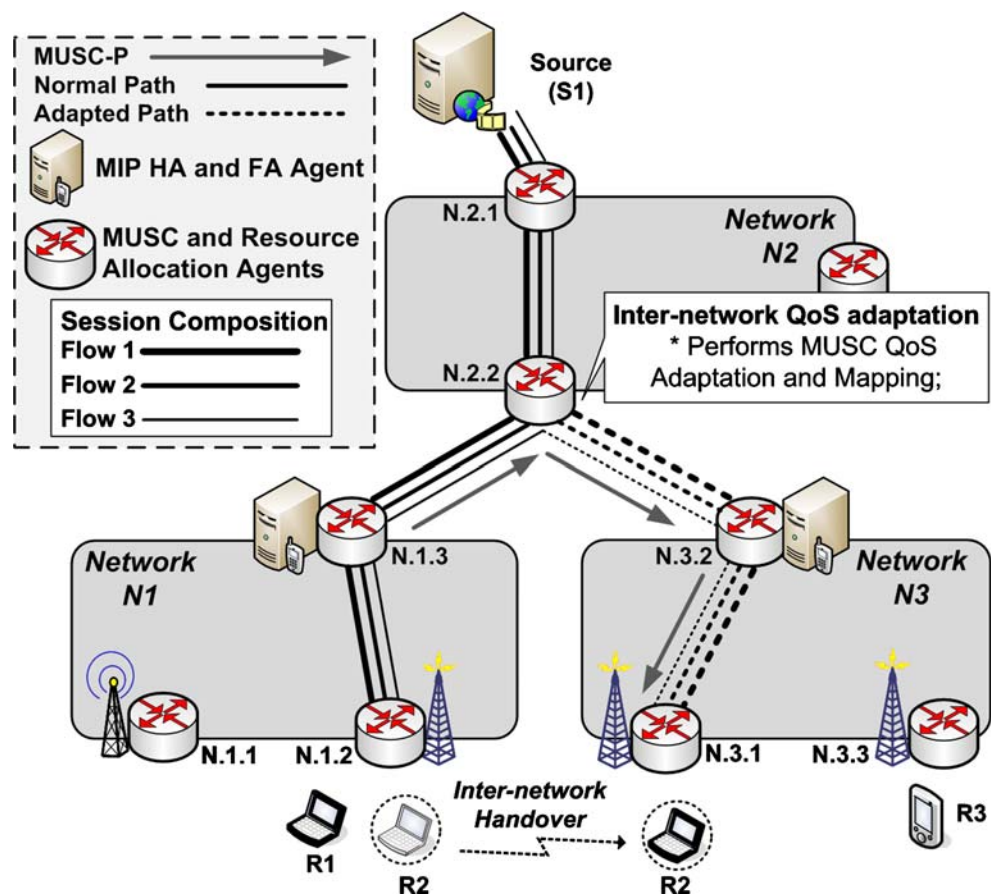 MUSC-P
Normal Path
Adapted Path
MIP HA and FA Agent
MUSC and Resource
Allocation Agents
Session Composition
Flow 1
Flow 2
Flow 3
Source
(S1)
N.2.1
Network
N2
Inter-network QoS adaptation
* Performs MUSC QoS
Adaptation and Mapping;
N.2.2
Network
N1
N.1.3
N.3.2
Network
N3
N.1.1
N.1.2
N.3.1
N.3.3
Inter-network
Handover
R1
R2
R2
R3